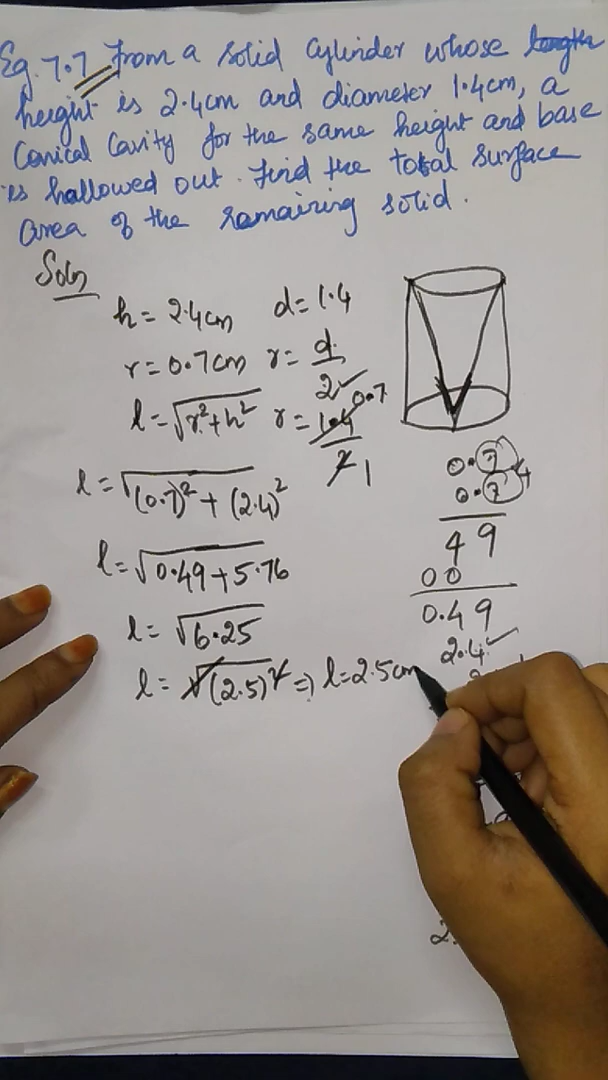 Eg. 7.7 From a solid cylinder whose length
height is 2.4cm and diameter 1.4cm, a
Conical Cavity for the same height and base
is hallowed out. Find the total surface
area of the remaining solid.
Soln
h = 2.4cm d = 1.4
r = 0.7cm r = d/2
l = √r²+h² r = 1.4/2 0.7 1
l = √(0.7)² + (2.4)²
l = √0.49+5.76
l = √6.25
l = √(2.5)² => l=2.5cm
0.7
0.7
4
49
00
0.49
2.4